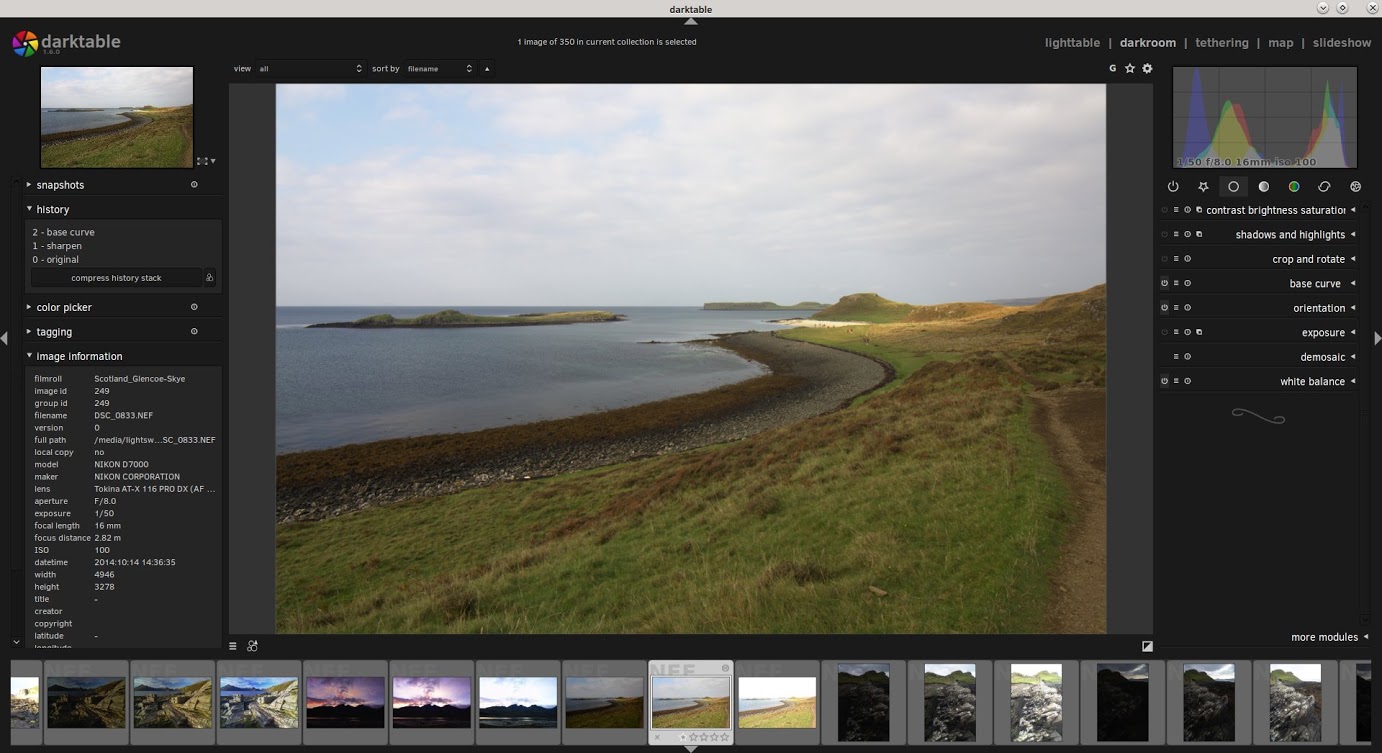 darktable
darktable
1.6.0
1 image of 350 in current collection is selected
lighttable | darkroom | tethering | map | slideshow
view all sort by filename
G
1/50 f/8.0 16mm iso 100
snapshots
history
2 - base curve
1 - sharpen
0 - original
compress history stack
color picker
tagging
image information
filmroll Scotland_Glencoe-Skye
image id 249
group id 249
filename DSC_0833.NEF
version 0
full path /media/lightsw...SC_0833.NEF
local copy no
model NIKON D7000
maker NIKON CORPORATION
lens Tokina AT-X 116 PRO DX (AF ...
aperture F/8.0
exposure 1/50
focal length 16 mm
focus distance 2.82 m
ISO 100
datetime 2014:10:14 14:36:35
width 4946
height 3278
title -
creator
copyright
latitude -
contrast brightness saturation
shadows and highlights
crop and rotate
base curve
orientation
exposure
demosaic
white balance
more modules
NEF